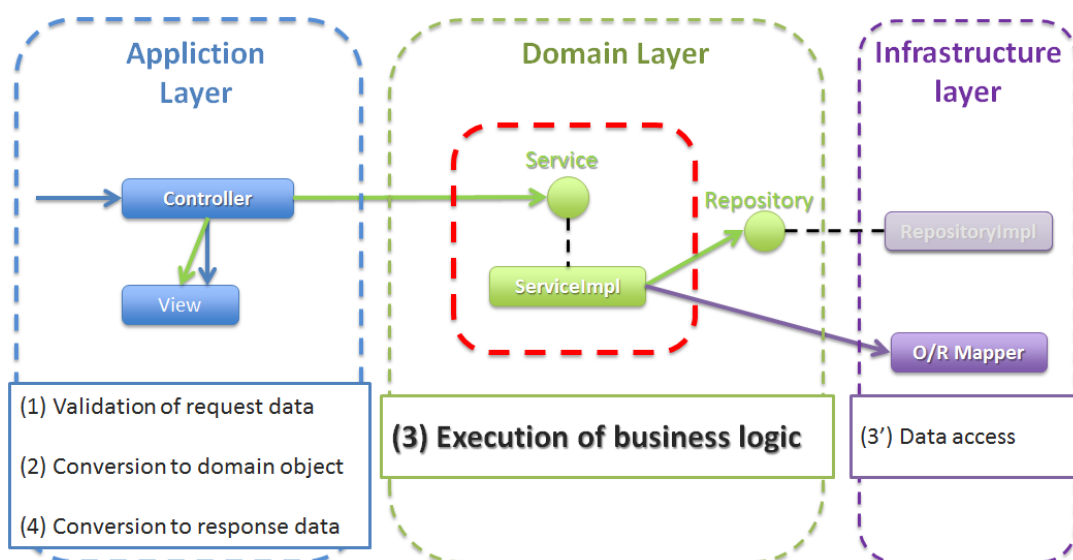 Appliction
Layer
Domain Layer
Infrastructure
layer
Service
Controller
Repository
RepositoryImpl
ServiceImpl
View
O/R Mapper
(1) Validation of request data
(2) Conversion to domain object
(4) Conversion to response data
(3) Execution of business logic
(3’) Data access